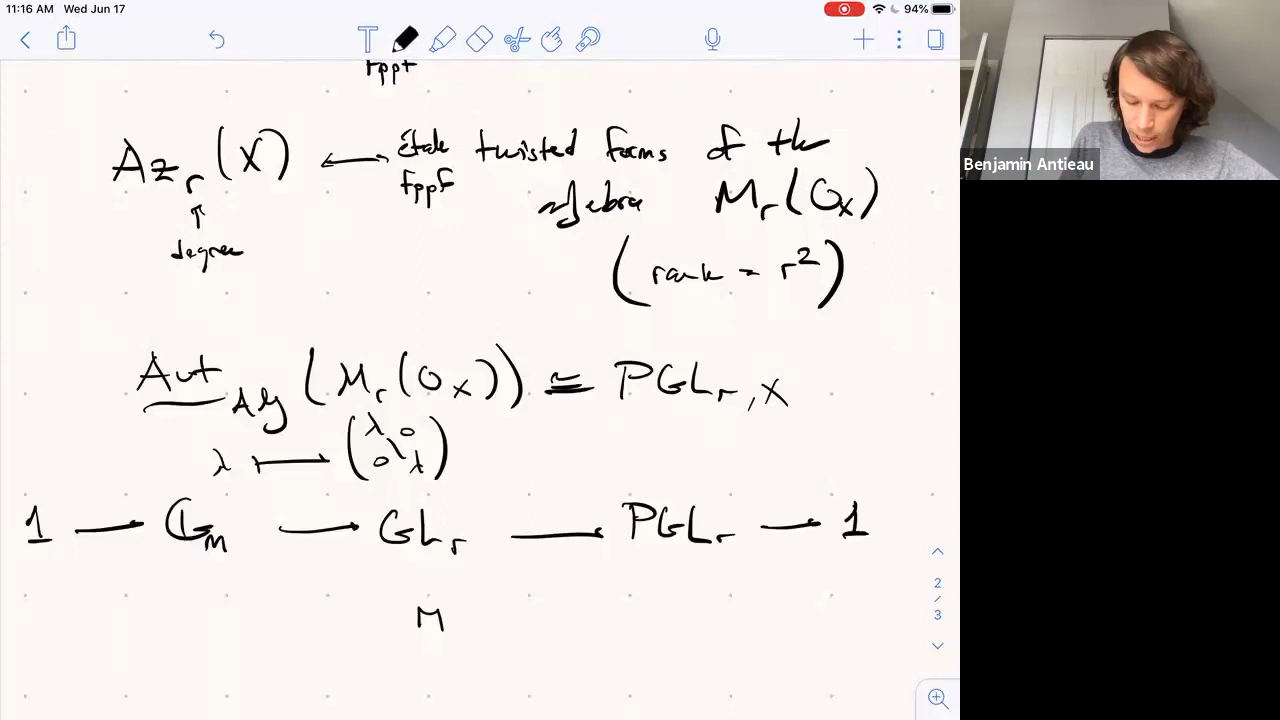 11:16 AM Wed Jun 17
94%
fppf
Az_r(X) ⟷ étale twisted forms of the
fppf algebra M_r(O_X)
↑
degree
(rank = r²)
Aut_Alg(M_r(O_X)) ≅ PGL_r,X
λ ⟼ (λ 0
0 λ)
1 → G_m → GL_r → PGL_r → 1
M
2
/
3
Benjamin Antieau